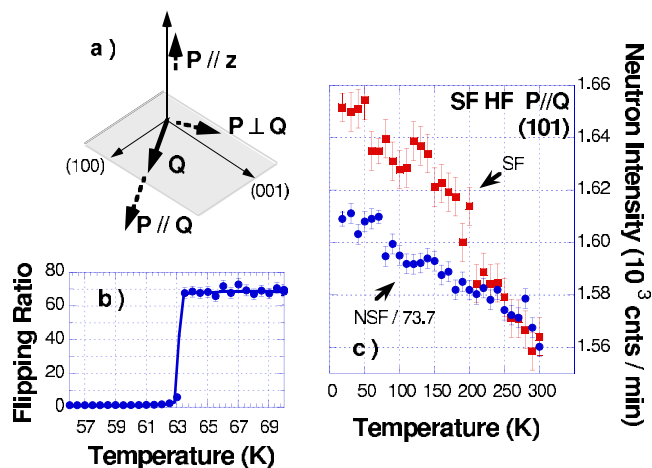 a )
P // z
P ⊥ Q
(100)
Q
(001)
P // Q
b )
80
60
40
20
0
57 59 61 63 65 67 69
Flipping Ratio
Temperature (K)
SF HF P//Q
(101)
SF
NSF / 73.7
c )
1.66
1.64
1.62
1.60
1.58
1.56
0 50 100 150 200 250 300
Temperature (K)
Neutron Intensity (10³ cnts / min)